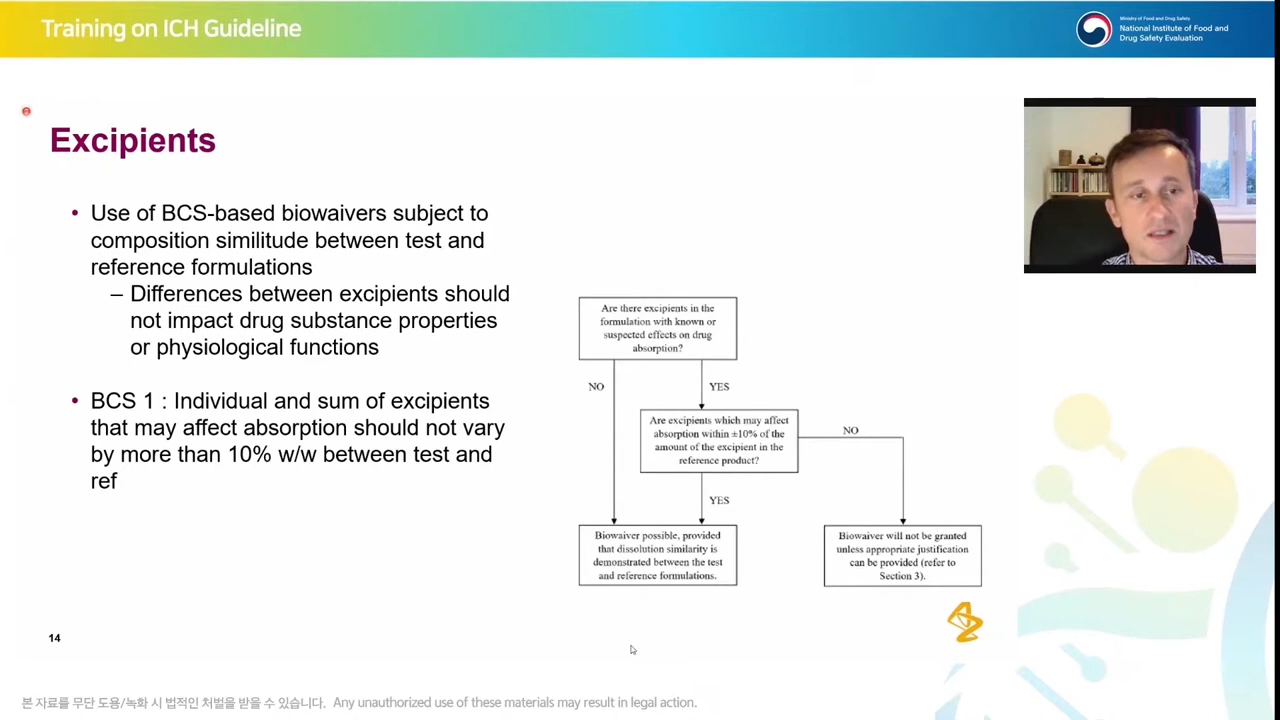 Training on ICH Guideline
Ministry of Food and Drug Safety
National Institute of Food and
Drug Safety Evaluation
Excipients
• Use of BCS-based biowaivers subject to
composition similitude between test and
reference formulations
– Differences between excipients should
not impact drug substance properties
or physiological functions
• BCS 1 : Individual and sum of excipients
that may affect absorption should not vary
by more than 10% w/w between test and
ref
Are there excipients in the
formulation with known or
suspected effects on drug
absorption?
NO
YES
Are excipients which may affect
absorption within ±10% of the
amount of the excipient in the
reference product?
NO
YES
Biowaiver possible, provided
that dissolution similarity is
demonstrated between the test
and reference formulations.
Biowaiver will not be granted
unless appropriate justification
can be provided (refer to
Section 3).
14
본 자료를 무단 도용/녹화 시 법적인 처벌을 받을 수 있습니다. Any unauthorized use of these materials may result in legal action.